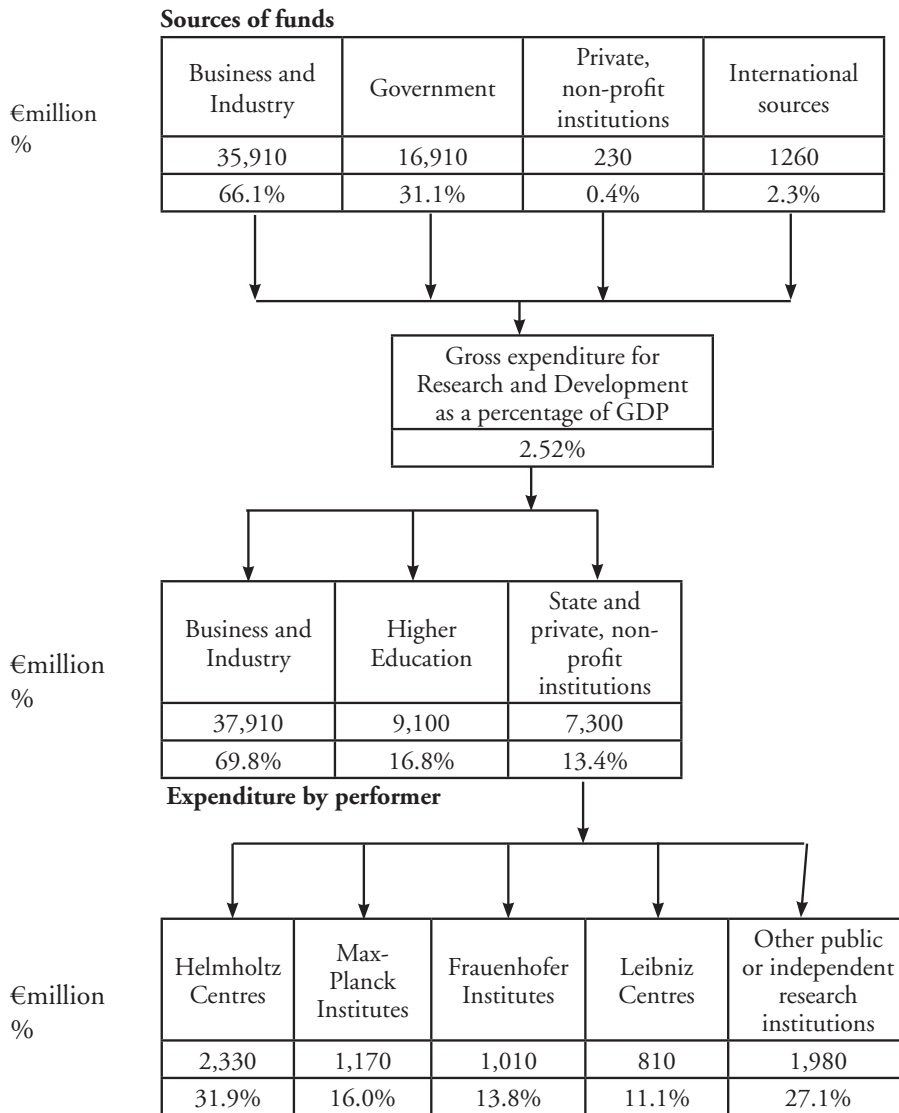 Sources of funds
€million
%
Business and
Industry
Government
Private,
non-profit
institutions
International
sources
35,910 16,910 230 1260
66.1% 31.1% 0.4% 2.3%
Gross expenditure for
Research and Development
as a percentage of GDP
2.52%
€million
%
Business and
Industry
Higher
Education
State and
private, non-
profit
institutions
37,910 9,100 7,300
69.8% 16.8% 13.4%
Expenditure by performer
€million
%
Helmholtz
Centres
Max-
Planck
Institutes
Frauenhofer
Institutes
Leibniz
Centres
Other public
or independent
research
institutions
2,330 1,170 1,010 810 1,980
31.9% 16.0% 13.8% 11.1% 27.1%